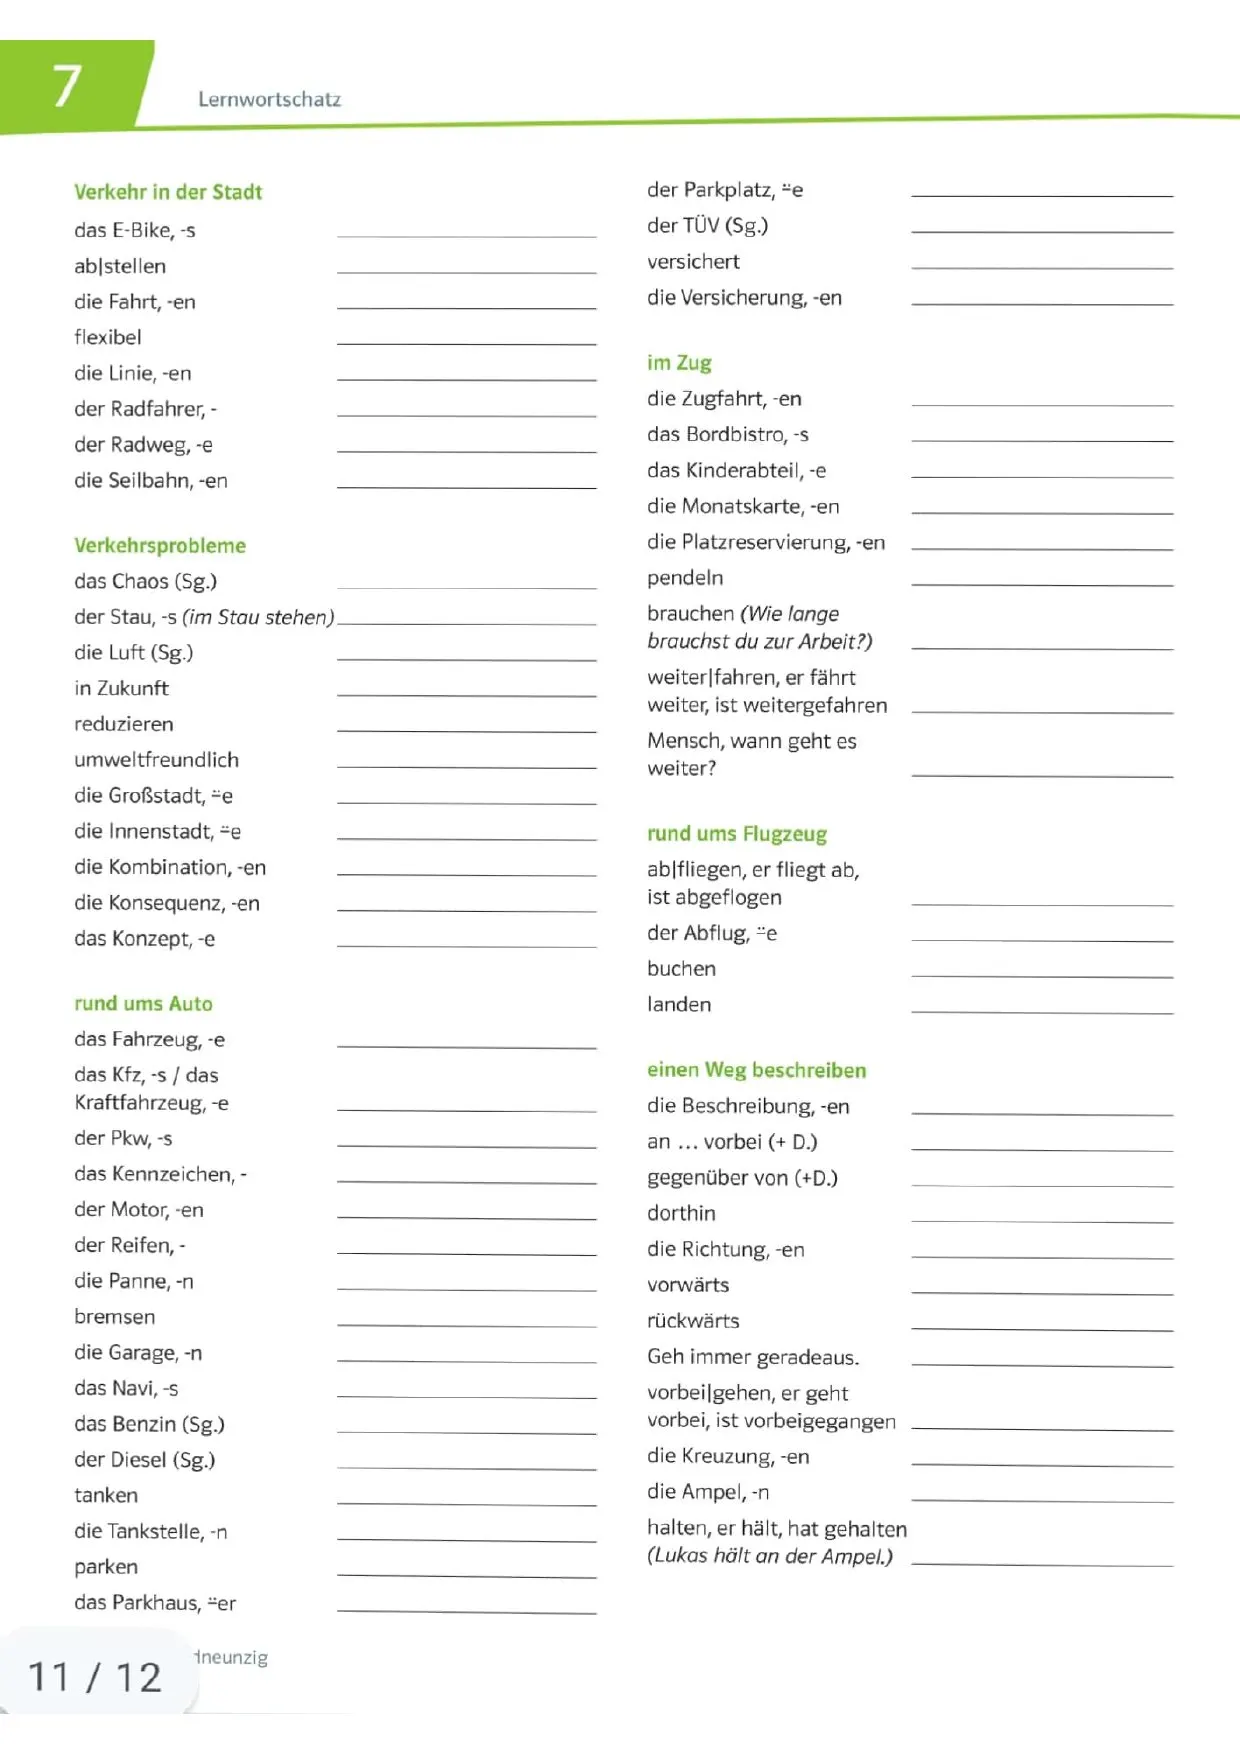 7
Lernwortschatz
Verkehr in der Stadt
das E-Bike, -s
ab|stellen
die Fahrt, -en
flexibel
die Linie, -en
der Radfahrer, -
der Radweg, -e
die Seilbahn, -en
Verkehrsprobleme
das Chaos (Sg.)
der Stau, -s (im Stau stehen)
die Luft (Sg.)
in Zukunft
reduzieren
umweltfreundlich
die Großstadt, ⸚e
die Innenstadt, ⸚e
die Kombination, -en
die Konsequenz, -en
das Konzept, -e
rund ums Auto
das Fahrzeug, -e
das Kfz, -s / das
Kraftfahrzeug, -e
der Pkw, -s
das Kennzeichen, -
der Motor, -en
der Reifen, -
die Panne, -n
bremsen
die Garage, -n
das Navi, -s
das Benzin (Sg.)
der Diesel (Sg.)
tanken
die Tankstelle, -n
parken
das Parkhaus, ⸚er
der Parkplatz, ⸚e
der TÜV (Sg.)
versichert
die Versicherung, -en
im Zug
die Zugfahrt, -en
das Bordbistro, -s
das Kinderabteil, -e
die Monatskarte, -en
die Platzreservierung, -en
pendeln
brauchen (Wie lange
brauchst du zur Arbeit?)
weiter|fahren, er fährt
weiter, ist weitergefahren
Mensch, wann geht es
weiter?
rund ums Flugzeug
ab|fliegen, er fliegt ab,
ist abgeflogen
der Abflug, ⸚e
buchen
landen
einen Weg beschreiben
die Beschreibung, -en
an ... vorbei (+ D.)
gegenüber von (+D.)
dorthin
die Richtung, -en
vorwärts
rückwärts
Geh immer geradeaus.
vorbei|gehen, er geht
vorbei, ist vorbeigegangen
die Kreuzung, -en
die Ampel, -n
halten, er hält, hat gehalten
(Lukas hält an der Ampel.)
dneunzig
11 / 12